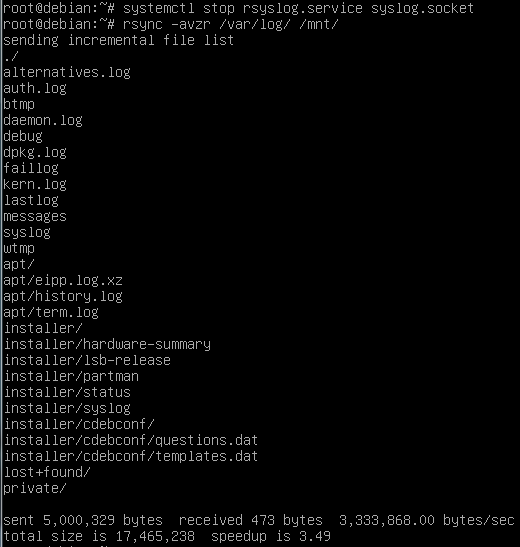 root@debian:~# systemctl stop rsyslog.service syslog.socket
root@debian:~# rsync -avzr /var/log/ /mnt/
sending incremental file list
./
alternatives.log
auth.log
btmp
daemon.log
debug
dpkg.log
faillog
kern.log
lastlog
messages
syslog
wtmp
apt/
apt/eipp.log.xz
apt/history.log
apt/term.log
installer/
installer/hardware-summary
installer/lsb-release
installer/partman
installer/status
installer/syslog
installer/cdebconf/
installer/cdebconf/questions.dat
installer/cdebconf/templates.dat
lost+found/
private/

sent 5,000,329 bytes  received 473 bytes  3,333,868.00 bytes/sec
total size is 17,465,238  speedup is 3.49